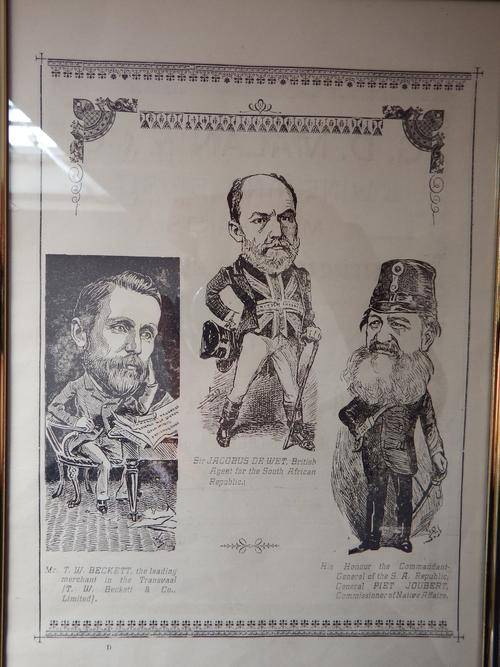 Sir JACOBUS DE WET, British
Agent for the South African
Republic.
Mr. T. W. BECKETT, the leading
merchant in the Transvaal
(T. W. Beckett & Co.,
Limited).
His Honour the Commandant-
General of the S. A. Republic,
General PIET JOUBERT,
Commissioner of Native Affairs.
D